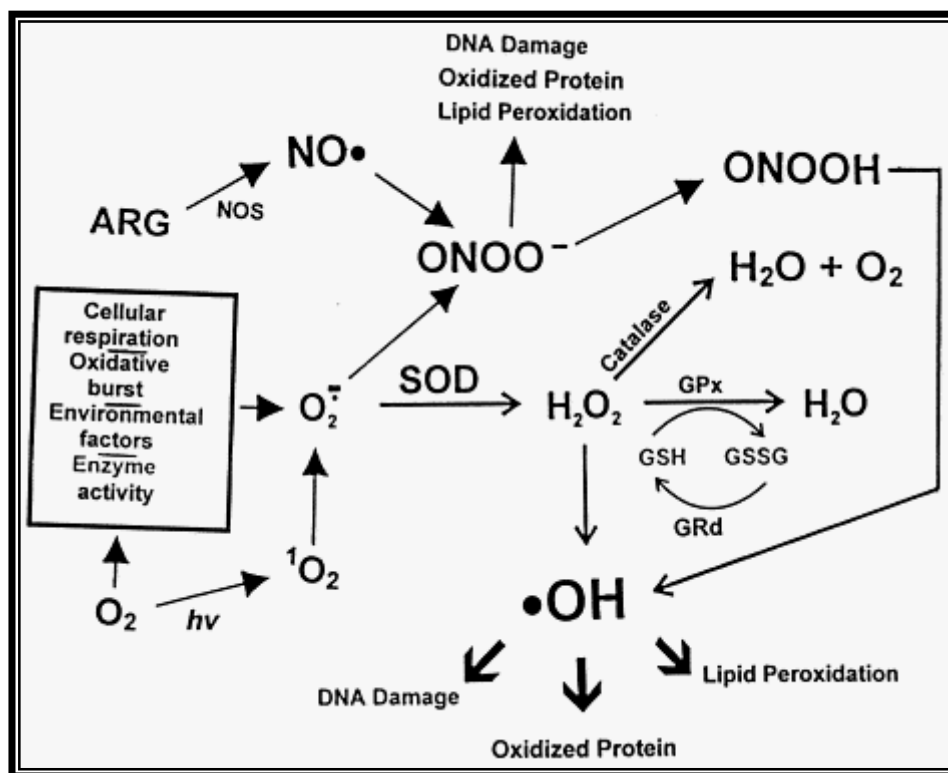 DNA Damage
Oxidized Protein
Lipid Peroxidation
NO•
ONOOH
ARG
NOS
ONOO⁻
H₂O + O₂
Cellular
respiration
Oxidative
burst
Environmental
factors
Enzyme
activity
Catalase
O₂•̄
SOD
H₂O₂
GPx
H₂O
GSH
GSSG
GRd
¹O₂
O₂
hv
•OH
DNA Damage
Lipid Peroxidation
Oxidized Protein